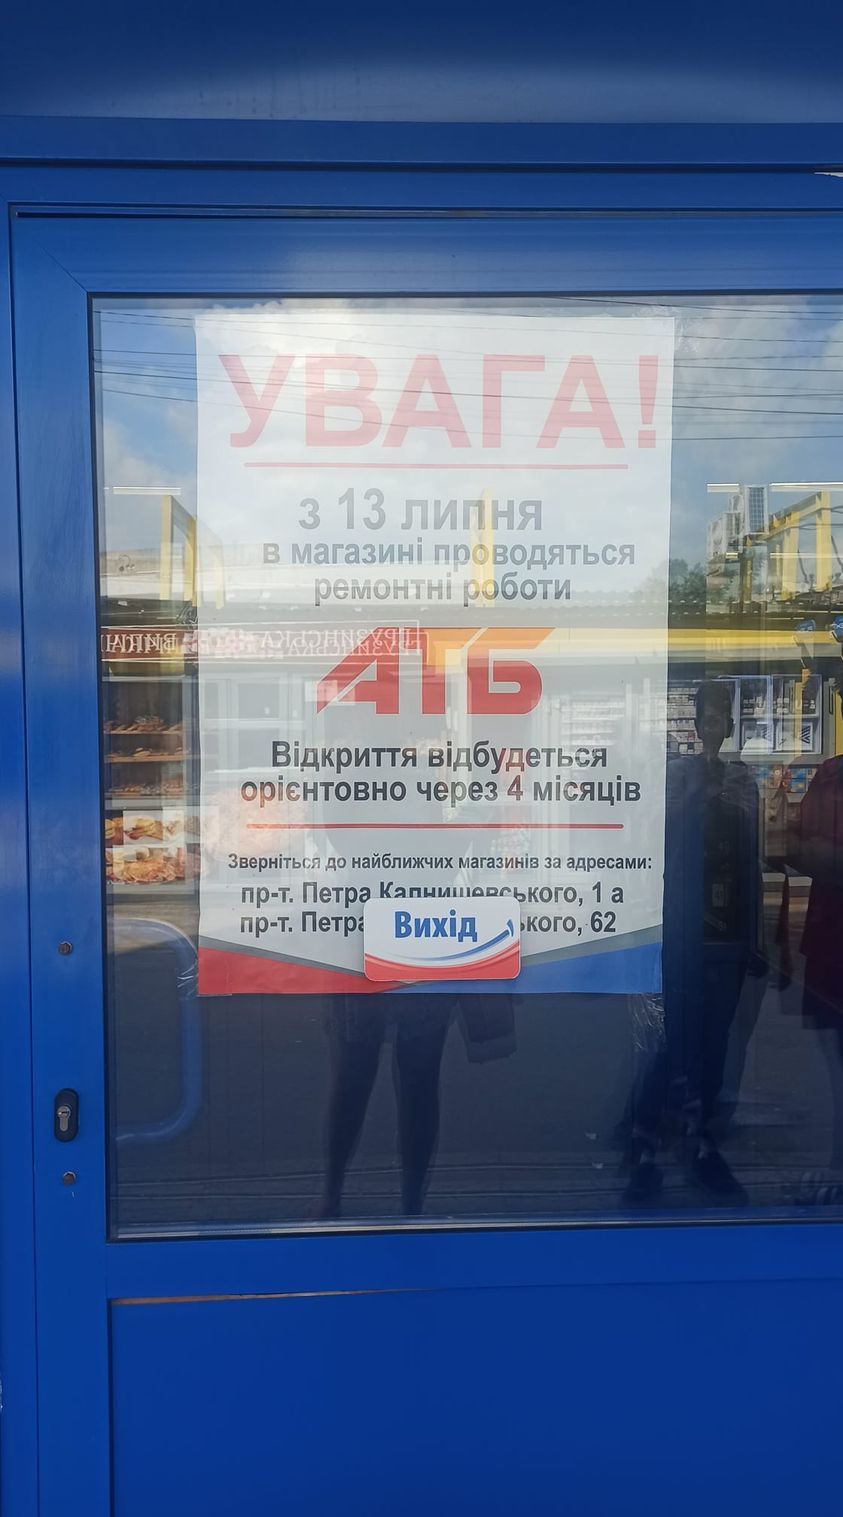 УВАГА!
з 13 липня
в магазині проводяться
ремонтні роботи
АТБ
Відкриття відбудеться
орієнтовно через 4 місяців
Зверніться до найближчих магазинів за адресами:
пр-т. Петра Калнишевського, 1 а
пр-т. Петра ського, 62
Вихід
ГРУЗИНСЬКА